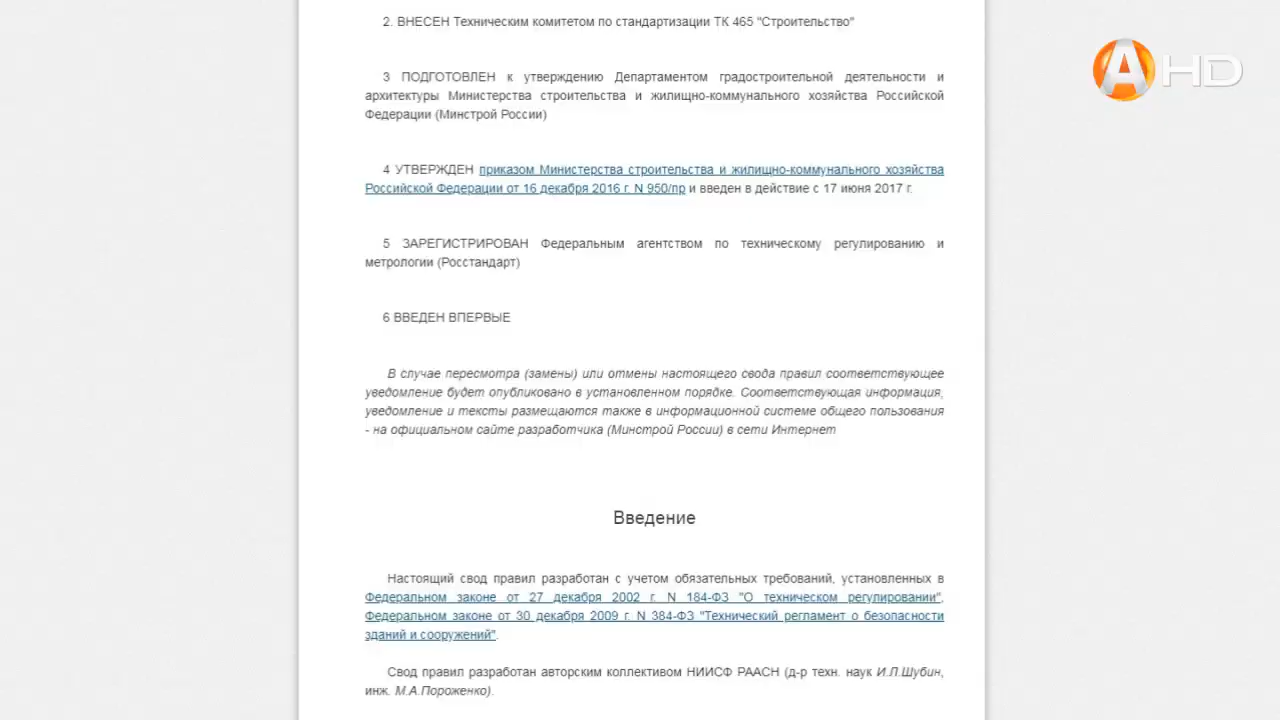 2. ВНЕСЕН Техническим комитетом по стандартизации ТК 465 "Строительство"
A HD
3 ПОДГОТОВЛЕН к утверждению Департаментом градостроительной деятельности и
архитектуры Министерства строительства и жилищно-коммунального хозяйства Российской
Федерации (Минстрой России)
4 УТВЕРЖДЕН приказом Министерства строительства и жилищно-коммунального хозяйства
Российской Федерации от 16 декабря 2016 г. N 950/пр и введен в действие с 17 июня 2017 г.
5 ЗАРЕГИСТРИРОВАН Федеральным агентством по техническому регулированию и
метрологии (Росстандарт)
6 ВВЕДЕН ВПЕРВЫЕ
В случае пересмотра (замены) или отмены настоящего свода правил соответствующее
уведомление будет опубликовано в установленном порядке. Соответствующая информация,
уведомление и тексты размещаются также в информационной системе общего пользования
- на официальном сайте разработчика (Минстрой России) в сети Интернет
Введение
Настоящий свод правил разработан с учетом обязательных требований, установленных в
Федеральном законе от 27 декабря 2002 г. N 184-ФЗ "О техническом регулировании",
Федеральном законе от 30 декабря 2009 г. N 384-ФЗ "Технический регламент о безопасности
зданий и сооружений".
Свод правил разработан авторским коллективом НИИСФ РААСН (д-р техн. наук И.Л.Шубин,
инж. М.А.Пороженко).